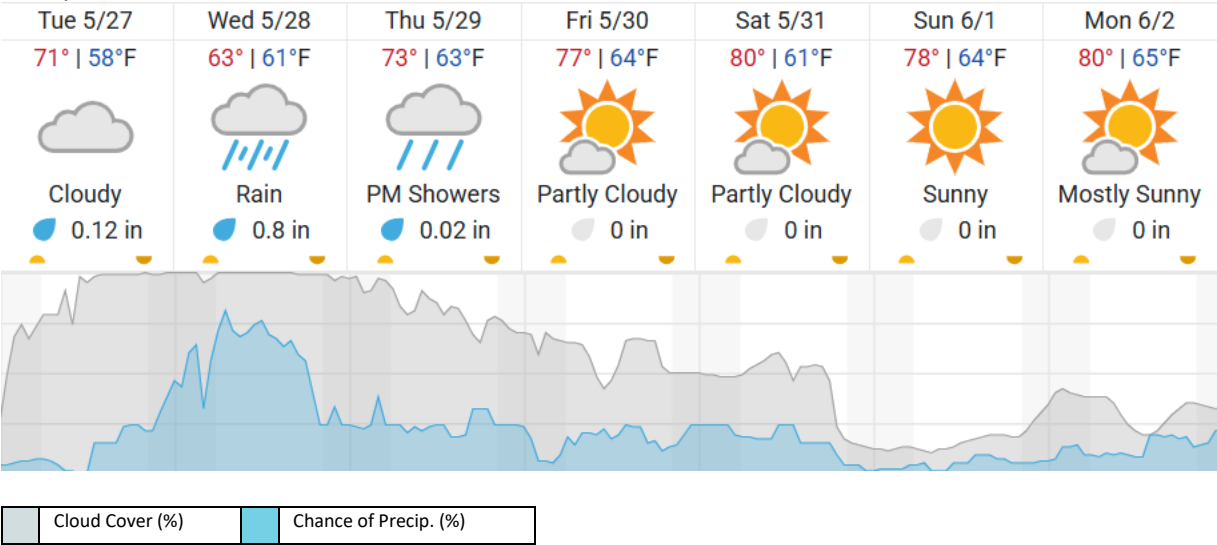 Tue 5/27 Wed 5/28 Thu 5/29 Fri 5/30 Sat 5/31 Sun 6/1 Mon 6/2
71° | 58°F 63° | 61°F 73° | 63°F 77° | 64°F 80° | 61°F 78° | 64°F 80° | 65°F
Cloudy Rain PM Showers Partly Cloudy Partly Cloudy Sunny Mostly Sunny
0.12 in 0.8 in 0.02 in 0 in 0 in 0 in 0 in
Cloud Cover (%) Chance of Precip. (%)